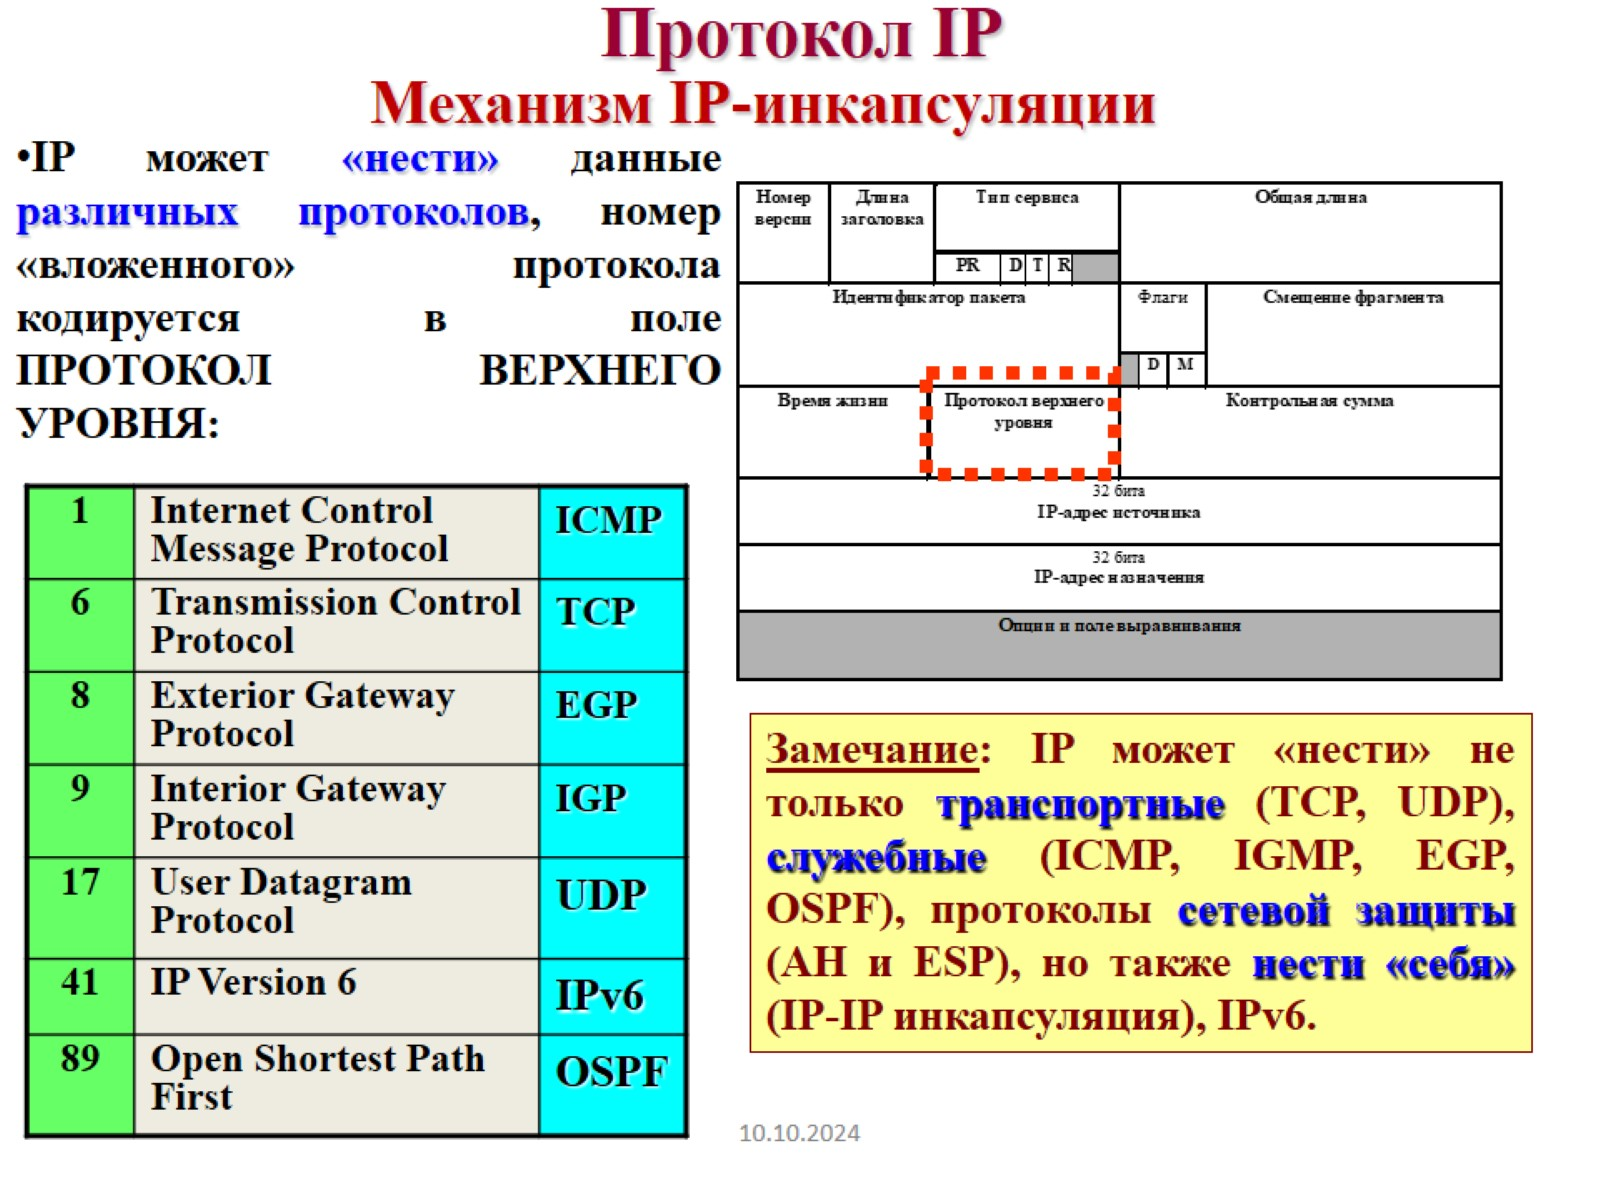 Протокол IP
Механизм IP-инкапсуляции
•IP может «нести» данные
различных протоколов, номер
«вложенного» протокола
кодируется в поле
ПРОТОКОЛ ВЕРХНЕГО
УРОВНЯ:
Номер версии
Длина заголовка
Тип сервиса
Общая длина
PR D T R
Идентификатор пакета
Флаги
Смещение фрагмента
D M
Время жизни
Протокол верхнего
уровня
Контрольная сумма
32 бита
IP-адрес источника
32 бита
IP-адрес назначения
Опции и поле выравнивания
1 Internet Control ICMP
Message Protocol
6 Transmission Control TCP
Protocol
8 Exterior Gateway EGP
Protocol
9 Interior Gateway IGP
Protocol
17 User Datagram UDP
Protocol
41 IP Version 6 IPv6
89 Open Shortest Path OSPF
First
Замечание: IP может «нести» не
только транспортные (TCP, UDP),
служебные (ICMP, IGMP, EGP,
OSPF), протоколы сетевой защиты
(AH и ESP), но также нести «себя»
(IP-IP инкапсуляция), IPv6.
10.10.2024